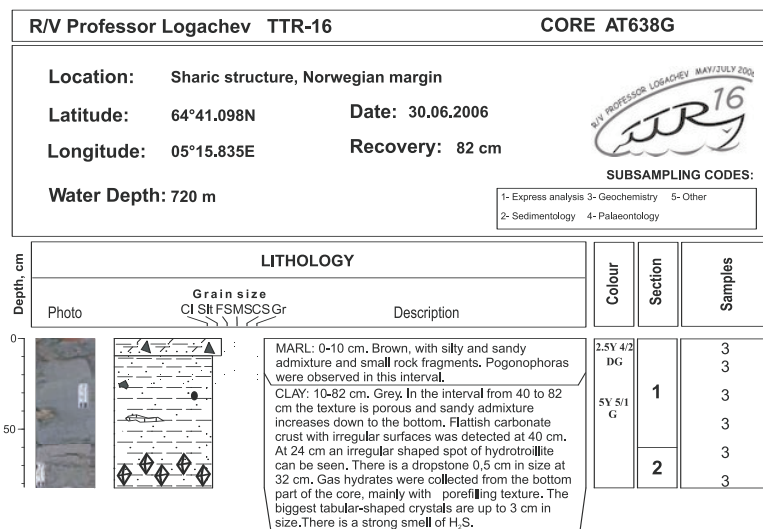 R/V Professor Logachev TTR-16 CORE AT638G
Location: Sharic structure, Norwegian margin
Latitude: 64°41.098N Date: 30.06.2006
Longitude: 05°15.835E Recovery: 82 cm
Water Depth: 720 m
R/V PROFESSOR LOGACHEV MAY/JULY 2006
TTR 16
SUBSAMPLING CODES:
1- Express analysis 3- Geochemistry 5- Other
2- Sedimentology 4- Palaeontology
Depth, cm
LITHOLOGY
Photo
Grain size
Cl Slt FS MS CS Gr
Description
Colour
Section
Samples
0
50
MARL: 0-10 cm. Brown, with silty and sandy
admixture and small rock fragments. Pogonophoras
were observed in this interval.
CLAY: 10-82 cm. Grey. In the interval from 40 to 82
cm the texture is porous and sandy admixture
increases down to the bottom. Flattish carbonate
crust with irregular surfaces was detected at 40 cm.
At 24 cm an irregular shaped spot of hydrotroillite
can be seen. There is a dropstone 0,5 cm in size at
32 cm. Gas hydrates were collected from the bottom
part of the core, mainly with porefilling texture. The
biggest tabular-shaped crystals are up to 3 cm in
size.There is a strong smell of H₂S.
2.5Y 4/2
DG
5Y 5/1
G
1
2
3
3
3
3
3
3